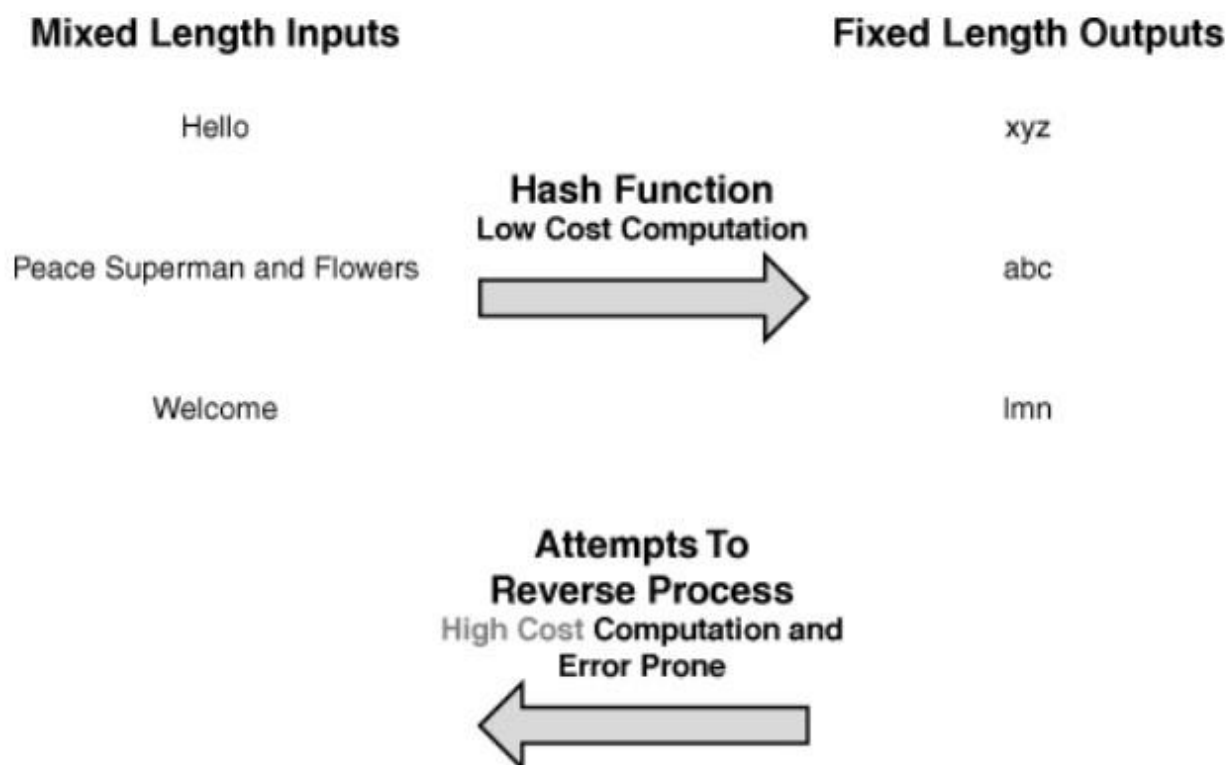 Mixed Length Inputs
Fixed Length Outputs
Hello
xyz
Hash Function
Low Cost Computation
Peace Superman and Flowers
abc
Welcome
lmn
Attempts To
Reverse Process
High Cost Computation and
Error Prone